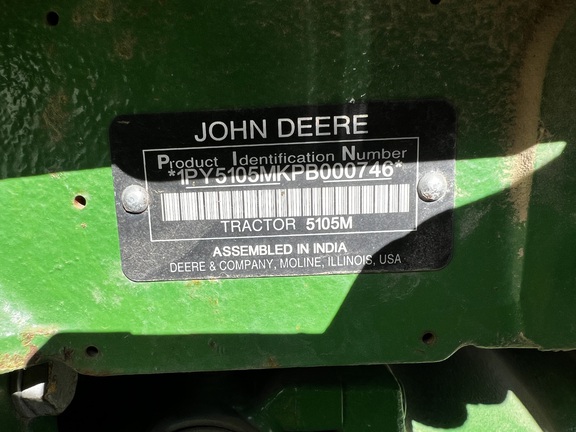 JOHN DEERE
Product Identification Number
*1PY5105MKPB000746*
TRACTOR 5105M
ASSEMBLED IN INDIA
DEERE & COMPANY, MOLINE, ILLINOIS, USA